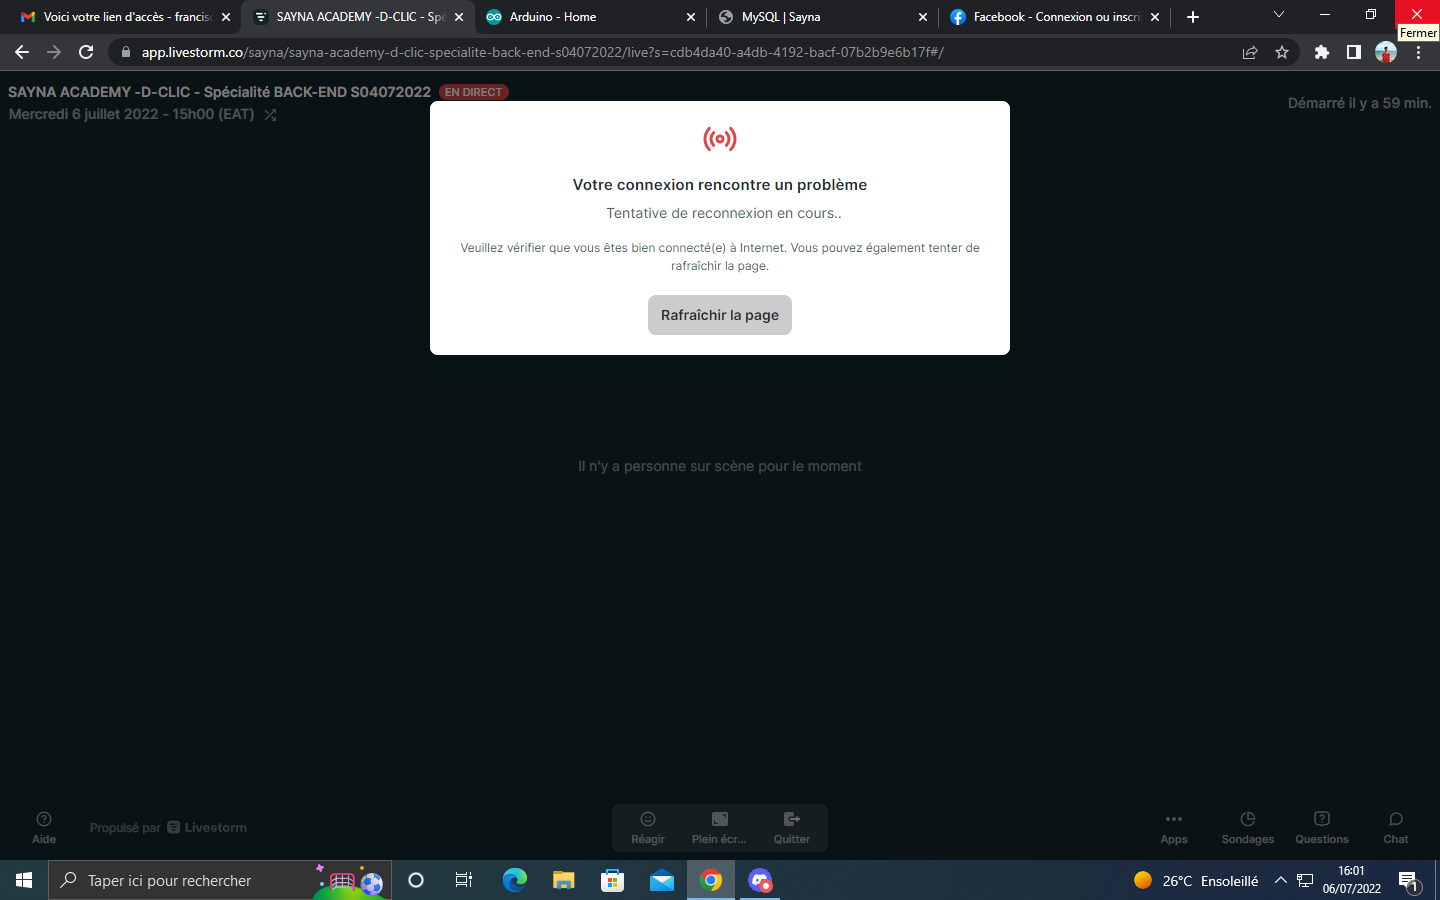 Voici votre lien d'accès - francis
SAYNA ACADEMY -D-CLIC - Spé
Arduino - Home
MySQL | Sayna
Facebook - Connexion ou inscri
Fermer
app.livestorm.co/sayna/sayna-academy-d-clic-specialite-back-end-s04072022/live?s=cdb4da40-a4db-4192-bacf-07b2b9e6b17f#/
SAYNA ACADEMY -D-CLIC - Spécialité BACK-END S04072022 EN DIRECT
Mercredi 6 juillet 2022 - 15h00 (EAT)
Démarré il y a 59 min.
Votre connexion rencontre un problème
Tentative de reconnexion en cours..
Veuillez vérifier que vous êtes bien connecté(e) à Internet. Vous pouvez également tenter de
rafraîchir la page.
Rafraîchir la page
Il n'y a personne sur scène pour le moment
Aide
Propulsé par Livestorm
Réagir
Plein écr...
Quitter
Apps
Sondages
Questions
Chat
Taper ici pour rechercher
26°C Ensoleillé
16:01
06/07/2022
1